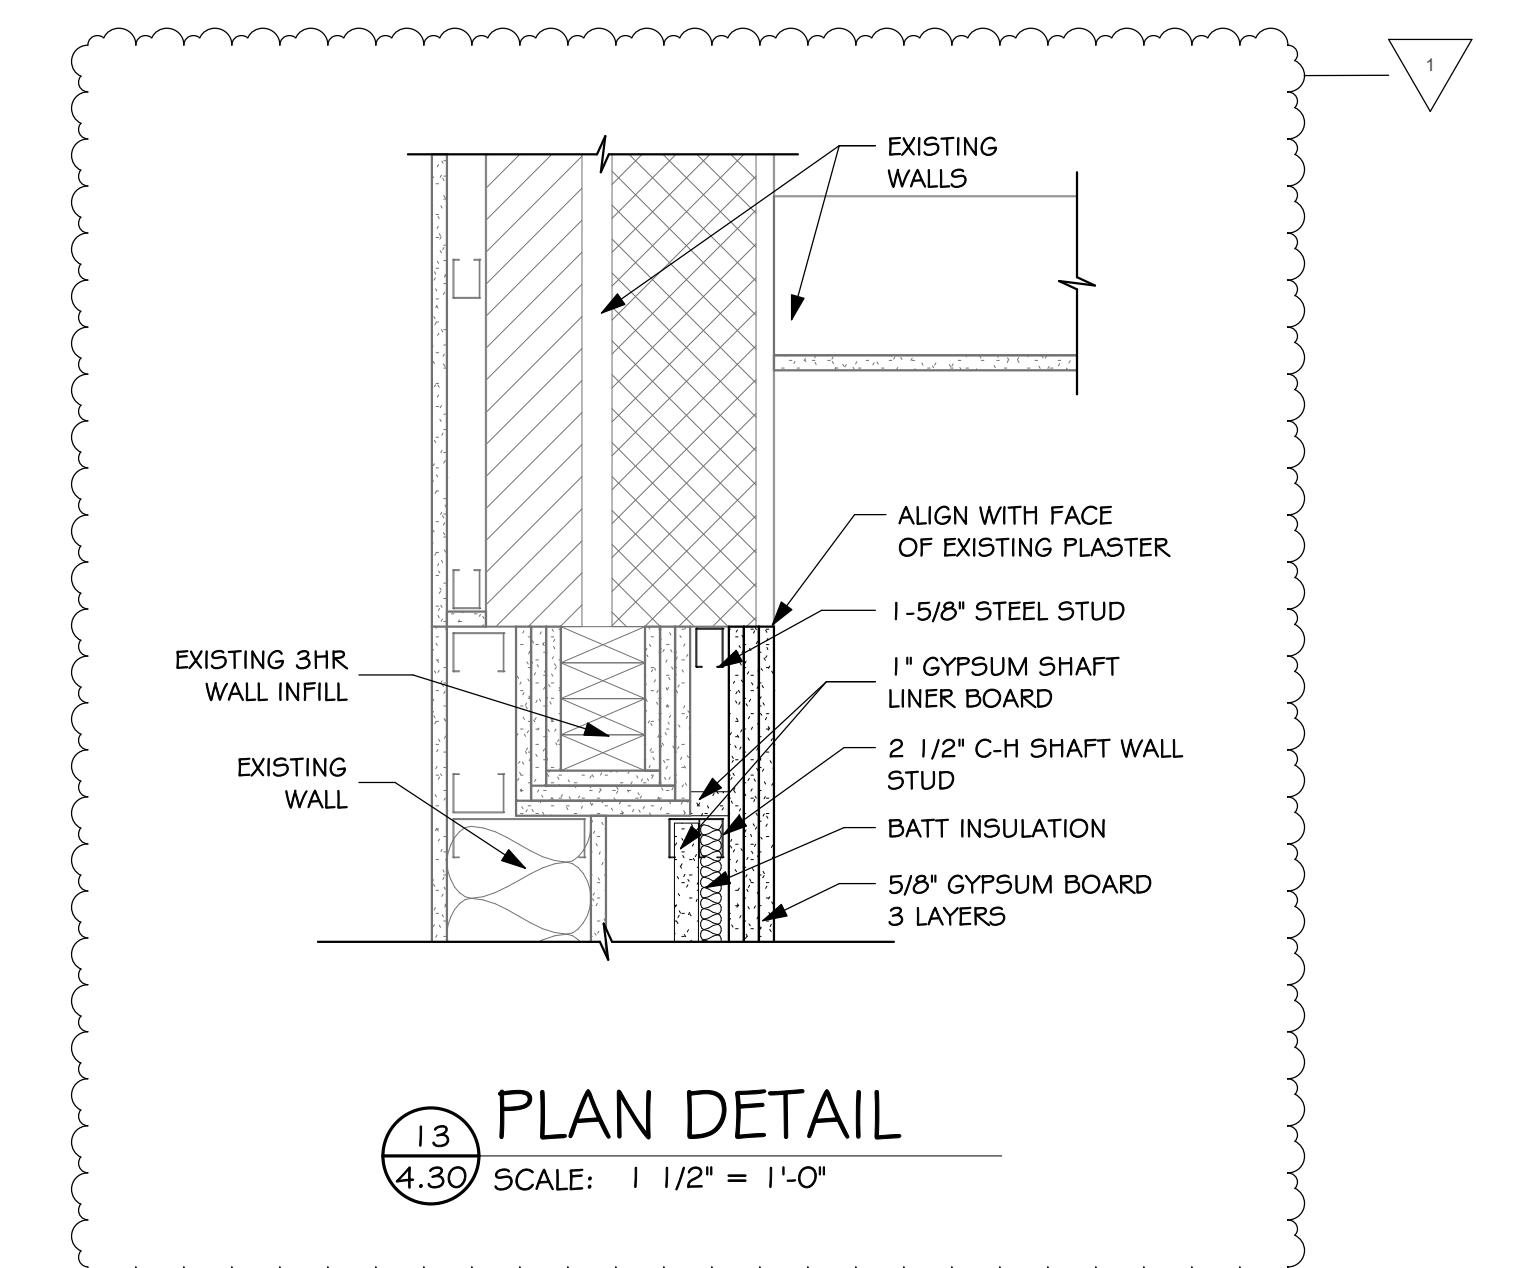 1
EXISTING
WALLS
ALIGN WITH FACE
OF EXISTING PLASTER
1-5/8" STEEL STUD
1" GYPSUM SHAFT
LINER BOARD
EXISTING 3HR
WALL INFILL
2 1/2" C-H SHAFT WALL
STUD
EXISTING
WALL
BATT INSULATION
5/8" GYPSUM BOARD
3 LAYERS
13
4.30
PLAN DETAIL
SCALE: 1 1/2" = 1'-0"